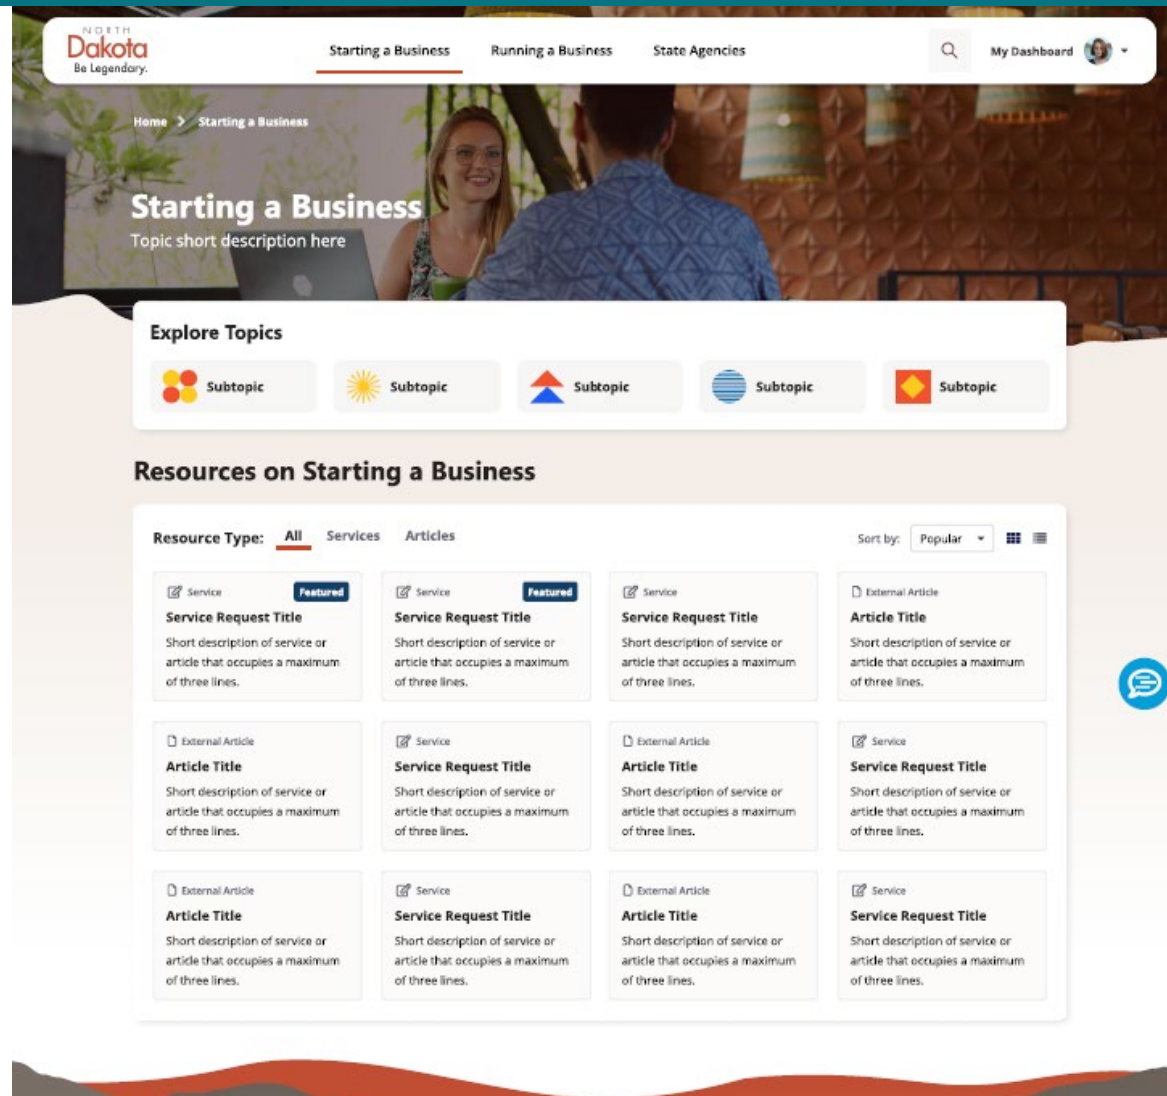 NORTH
Dakota
Be Legendary.
Starting a Business
Running a Business
State Agencies
My Dashboard
Home > Starting a Business
Starting a Business
Topic short description here
Explore Topics
Subtopic
Subtopic
Subtopic
Subtopic
Subtopic
Resources on Starting a Business
Resource Type: All Services Articles
Sort by: Popular
Service Featured
Service Request Title
Short description of service or
article that occupies a maximum
of three lines.
Service Featured
Service Request Title
Short description of service or
article that occupies a maximum
of three lines.
Service
Service Request Title
Short description of service or
article that occupies a maximum
of three lines.
External Article
Article Title
Short description of service or
article that occupies a maximum
of three lines.
External Article
Article Title
Short description of service or
article that occupies a maximum
of three lines.
Service
Service Request Title
Short description of service or
article that occupies a maximum
of three lines.
External Article
Article Title
Short description of service or
article that occupies a maximum
of three lines.
Service
Service Request Title
Short description of service or
article that occupies a maximum
of three lines.
External Article
Article Title
Short description of service or
article that occupies a maximum
of three lines.
Service
Service Request Title
Short description of service or
article that occupies a maximum
of three lines.
External Article
Article Title
Short description of service or
article that occupies a maximum
of three lines.
Service
Service Request Title
Short description of service or
article that occupies a maximum
of three lines.